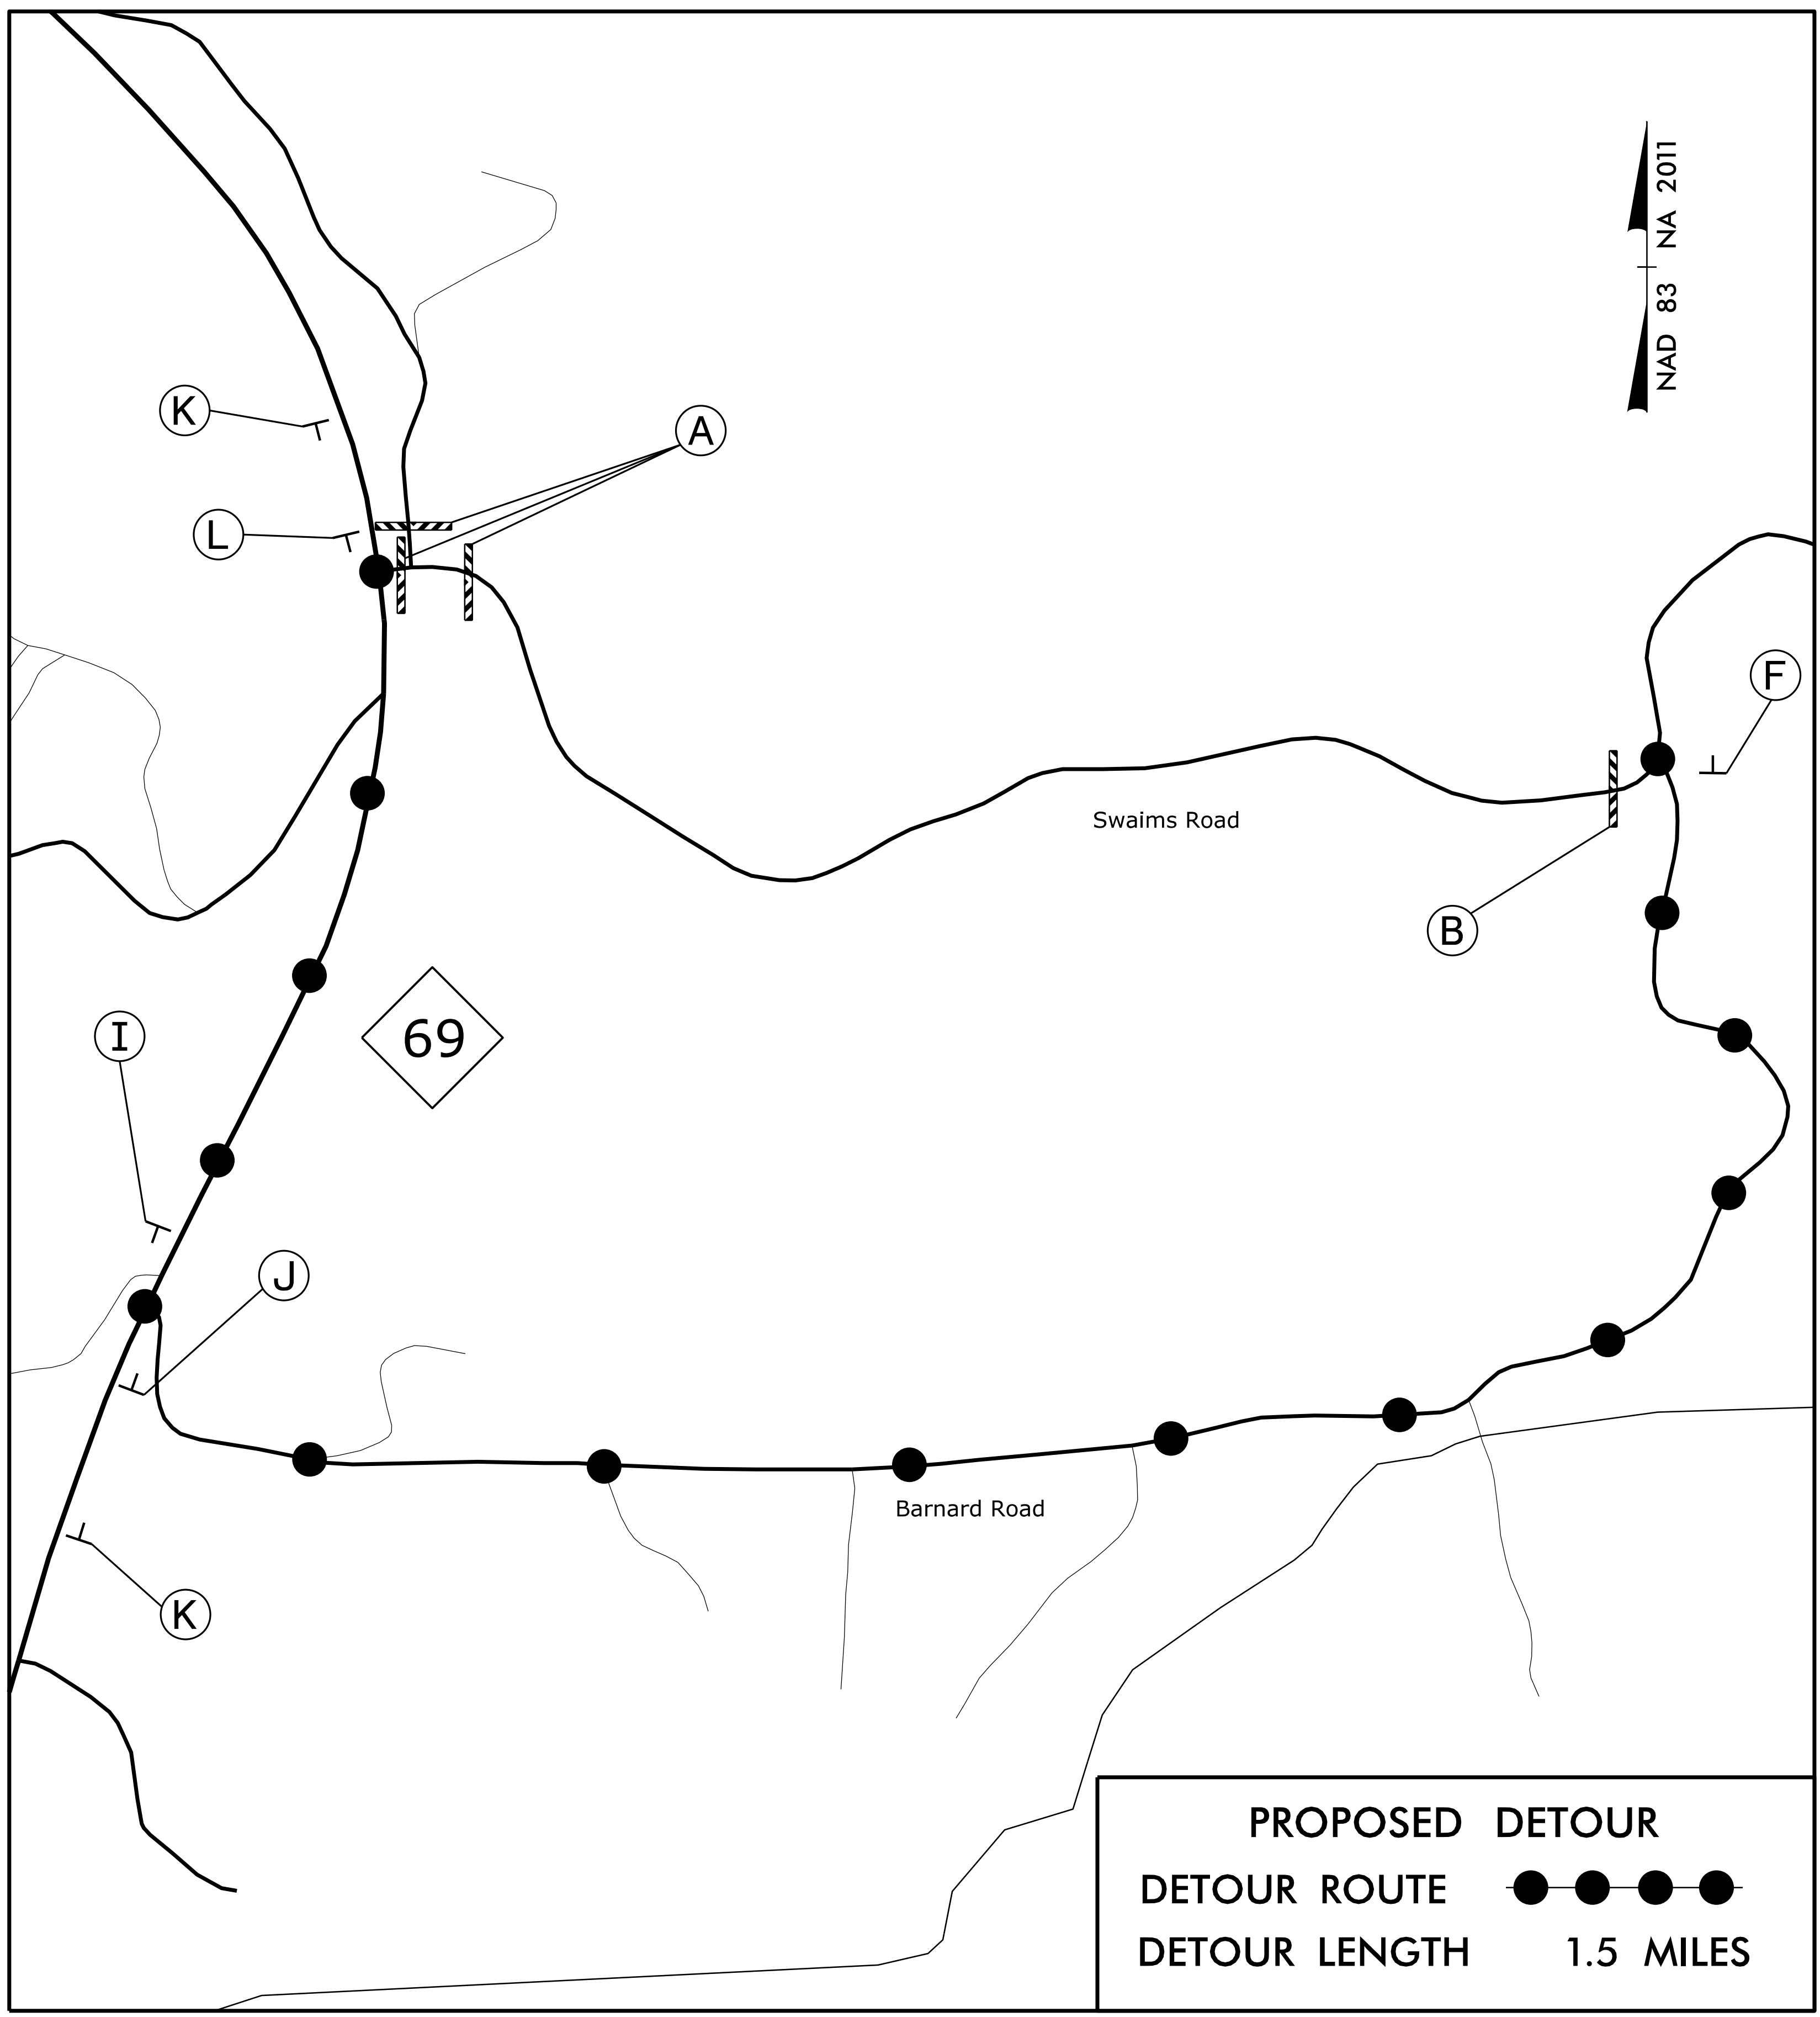 NAD 83 NA 2011
K
A
L
F
Swaims Road
B
69
I
J
Barnard Road
K
PROPOSED DETOUR
DETOUR ROUTE
DETOUR LENGTH 1.5 MILES